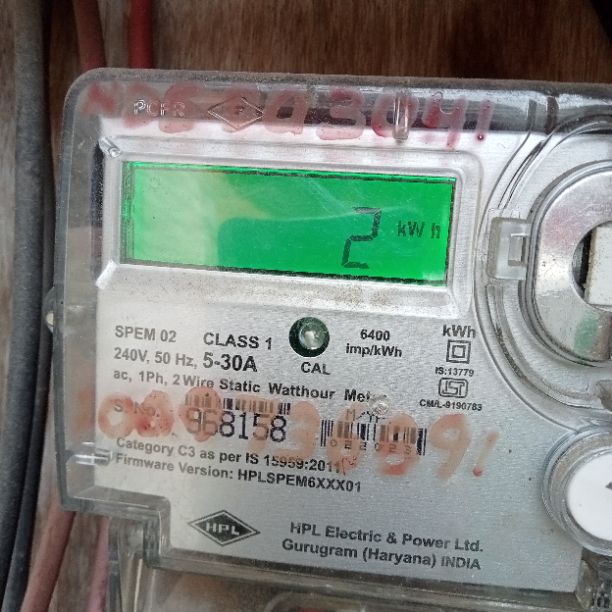 2 kWh
SPEM 02 CLASS 1 6400 imp/kWh kWh
240V, 50 Hz, 5-30A CAL
IS:13779
ac, 1Ph, 2 Wire Static Watthour
CM/L-9190783
968158
Category C3 as per IS 15959:2011,
Firmware Version: HPLSPEM6XXX01
HPL
HPL Electric & Power Ltd.
Gurugram (Haryana) INDIA